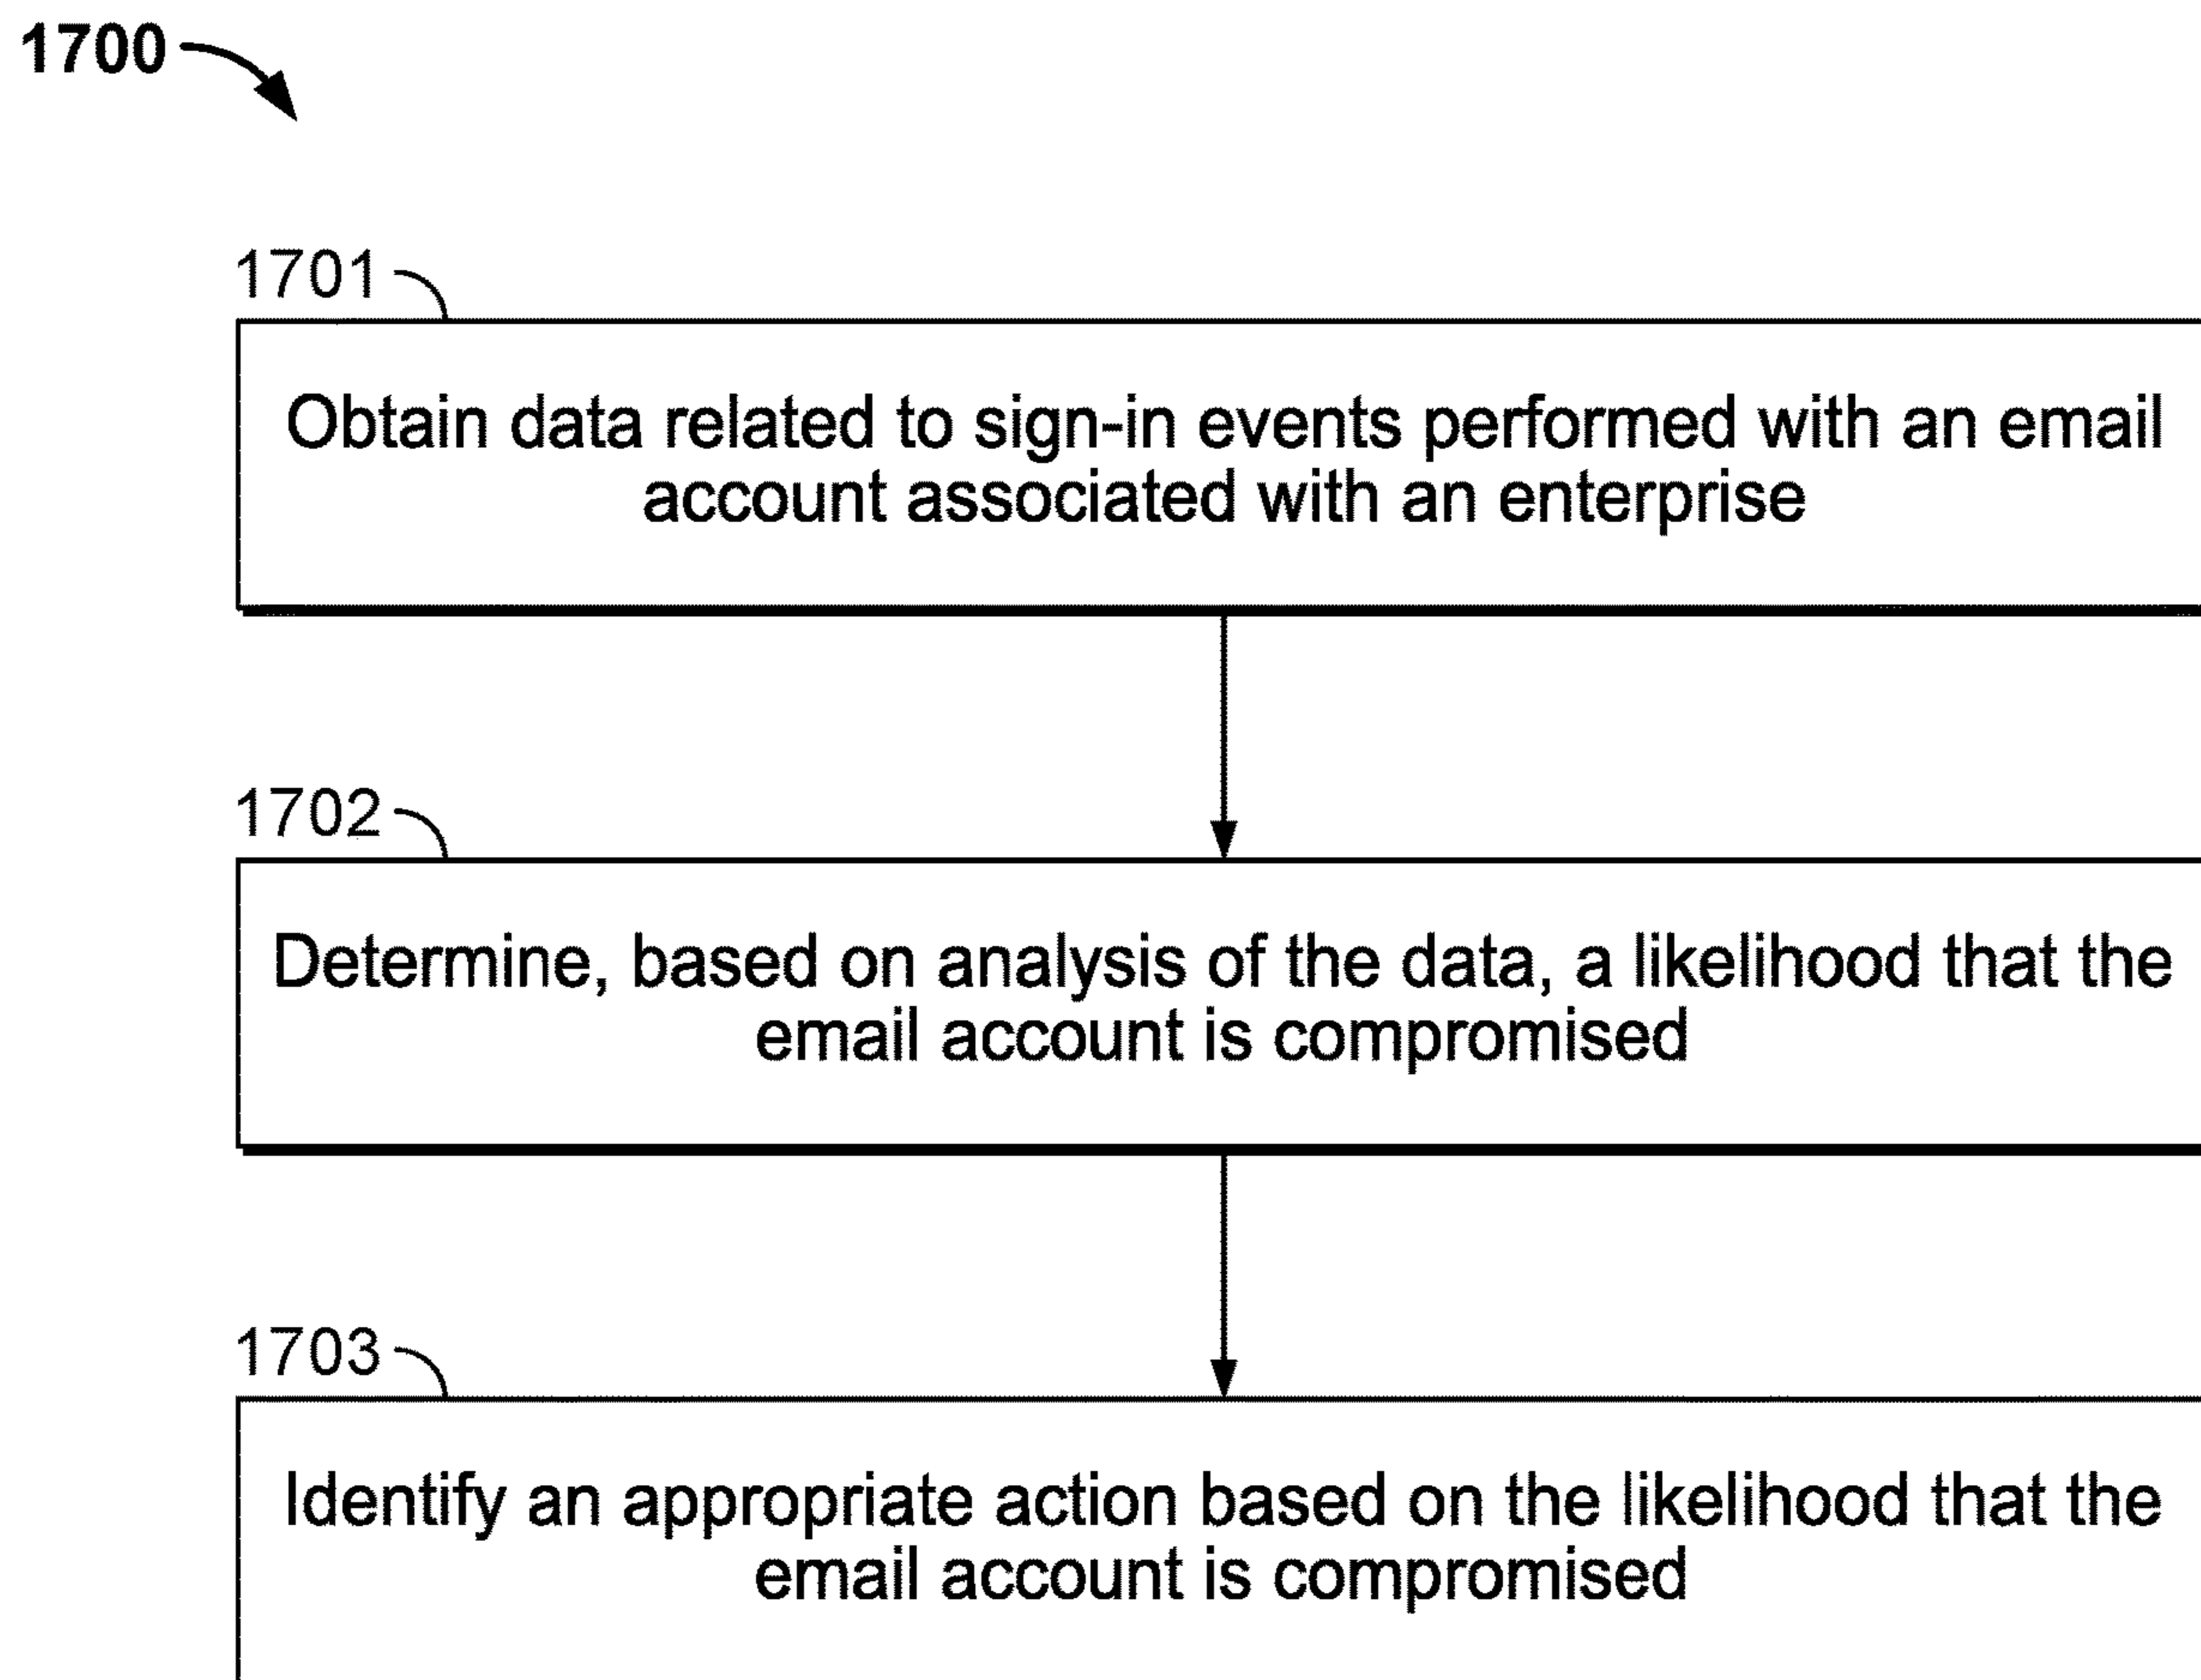 1700
1701
Obtain data related to sign-in events performed with an email
account associated with an enterprise
1702
Determine, based on analysis of the data, a likelihood that the
email account is compromised
1703
Identify an appropriate action based on the likelihood that the
email account is compromised